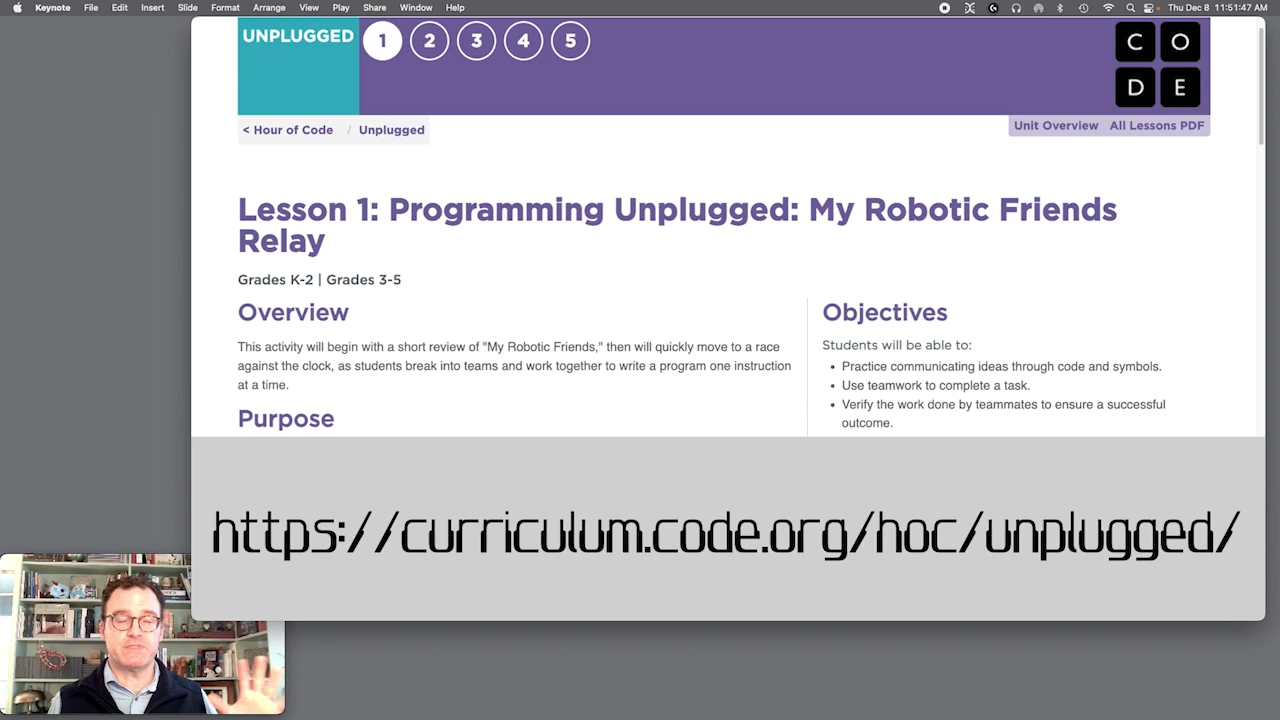 Keynote File Edit Insert Slide Format Arrange View Play Share Window Help Thu Dec 8 11:51:47 AM
UNPLUGGED 1 2 3 4 5
C O
D E
< Hour of Code / Unplugged
Unit Overview All Lessons PDF
Lesson 1: Programming Unplugged: My Robotic Friends
Relay
Grades K-2 | Grades 3-5
Overview
This activity will begin with a short review of "My Robotic Friends," then will quickly move to a race
against the clock, as students break into teams and work together to write a program one instruction
at a time.
Purpose
Objectives
Students will be able to:
• Practice communicating ideas through code and symbols.
• Use teamwork to complete a task.
• Verify the work done by teammates to ensure a successful
outcome.
https://curriculum.code.org/hoc/unplugged/